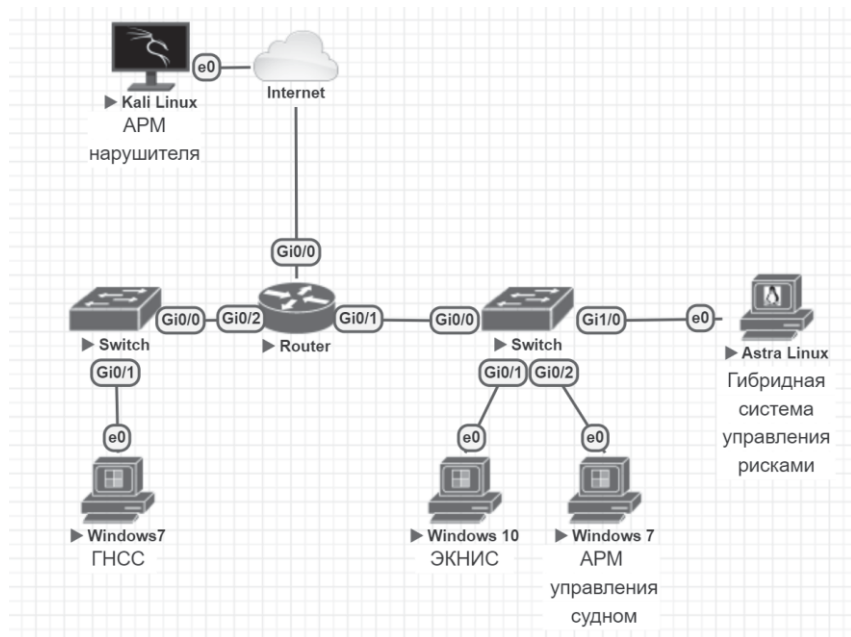 e0
Internet
Kali Linux
АРМ
нарушителя
Gi0/0
Gi0/0
Gi0/2
Gi0/1
Gi0/0
Gi1/0
e0
Switch
Router
Switch
Astra Linux
Гибридная
система
управления
рисками
Gi0/1
Gi0/1
Gi0/2
e0
e0
e0
Windows7
ГНСС
Windows 10
ЭКНИС
Windows 7
АРМ
управления
судном